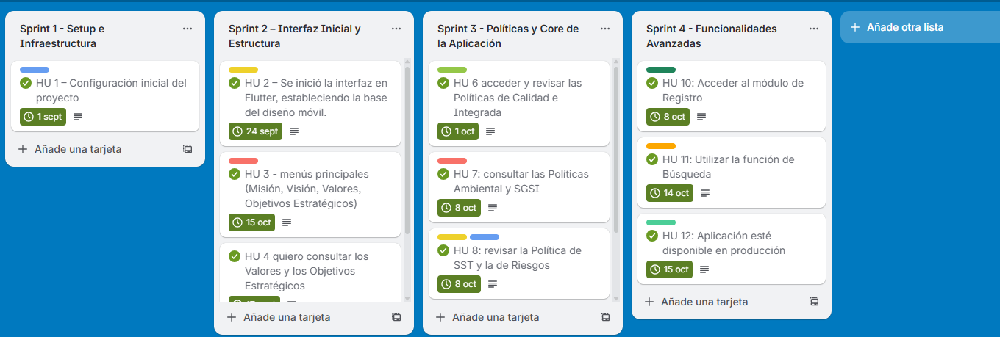 Sprint 1 - Setup e
Infraestructura
HU 1 – Configuración inicial del
proyecto
1 sept
Añade una tarjeta
Sprint 2 – Interfaz Inicial y
Estructura
HU 2 – Se inició la interfaz en
Flutter, estableciendo la base
del diseño móvil.
24 sept
HU 3 - menús principales
(Misión, Visión, Valores,
Objetivos Estratégicos)
15 oct
HU 4 quiero consultar los
Valores y los Objetivos
Estratégicos
Añade una tarjeta
Sprint 3 - Políticas y Core de
la Aplicación
HU 6 acceder y revisar las
Políticas de Calidad e
Integrada
1 oct
HU 7: consultar las Políticas
Ambiental y SGSI
8 oct
HU 8: revisar la Política de
SST y la de Riesgos
8 oct
Añade una tarjeta
Sprint 4 - Funcionalidades
Avanzadas
HU 10: Acceder al módulo de
Registro
8 oct
HU 11: Utilizar la función de
Búsqueda
14 oct
HU 12: Aplicación esté
disponible en producción
15 oct
Añade una tarjeta
Añade otra lista